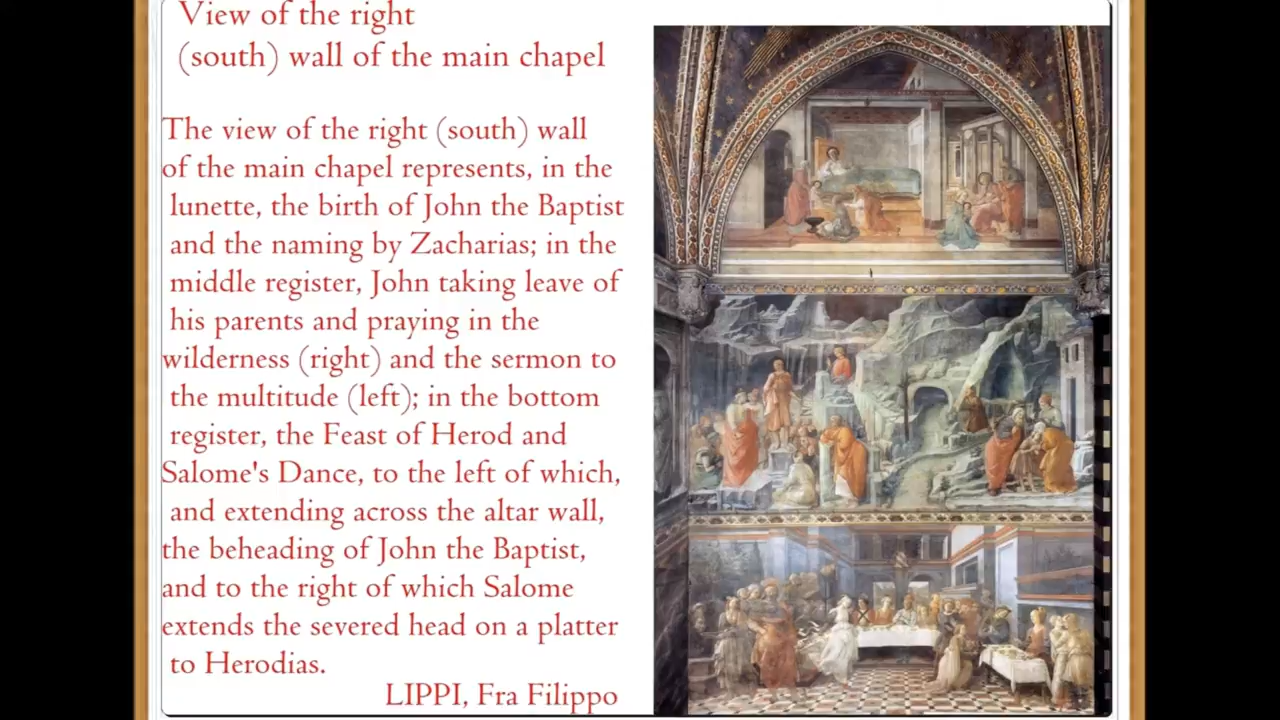 View of the right
(south) wall of the main chapel
The view of the right (south) wall
of the main chapel represents, in the
lunette, the birth of John the Baptist
and the naming by Zacharias; in the
middle register, John taking leave of
his parents and praying in the
wilderness (right) and the sermon to
the multitude (left); in the bottom
register, the Feast of Herod and
Salome's Dance, to the left of which,
and extending across the altar wall,
the beheading of John the Baptist,
and to the right of which Salome
extends the severed head on a platter
to Herodias.
LIPPI, Fra Filippo